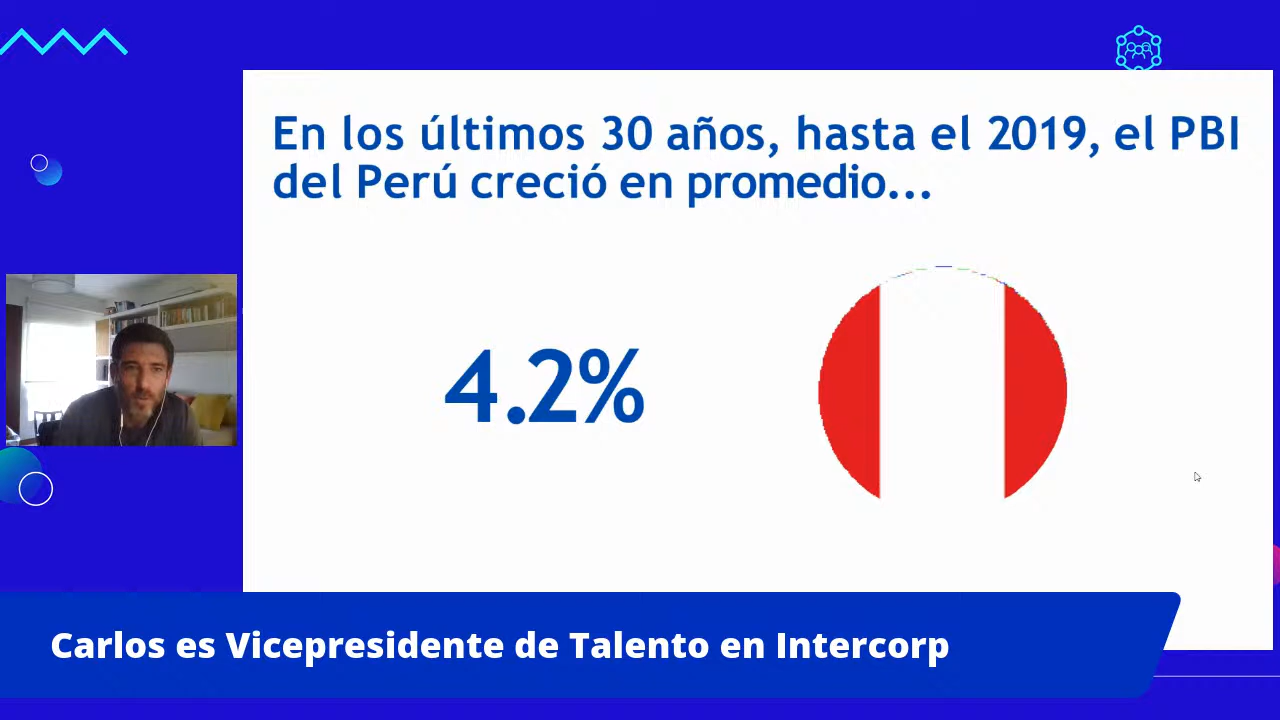 En los últimos 30 años, hasta el 2019, el PBI
del Perú creció en promedio...
4.2%
Carlos es Vicepresidente de Talento en Intercorp